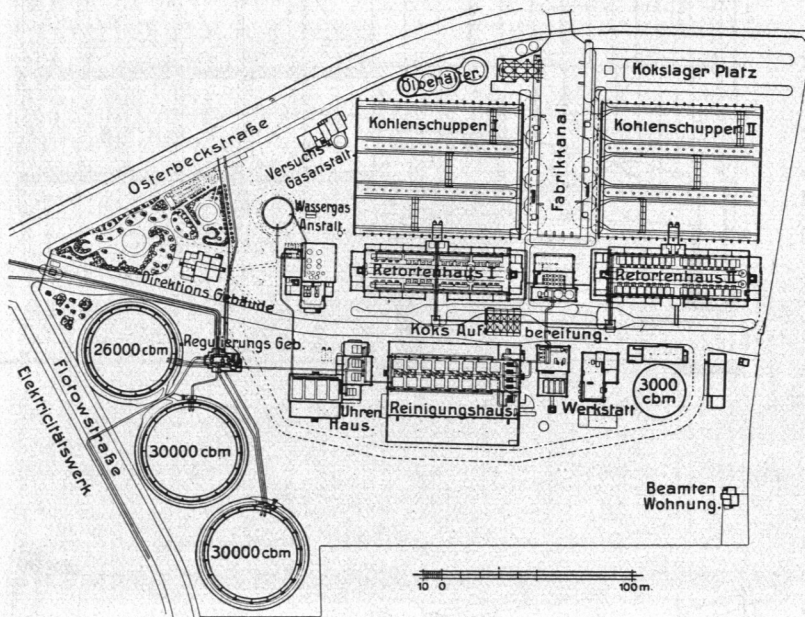 Ölbehälter.
Kokslager Platz
Kohlenschuppen I
Kohlenschuppen II
Fabrikkanal
Osterbeckstraße
Versuchs
Gasanstalt.
Wassergas
Anstalt.
Retortenhaus I
Retortenhaus II
Direktions Gebäude
Koks Aufbereitung.
26000 cbm
Regulierungs Geb.
Flotowstraße
Elektricitätswerk
Uhren
Haus.
Reinigungshaus.
Werkstatt
3000
cbm
30000 cbm
Beamten
Wohnung.
30000 cbm
10 0 100 m.